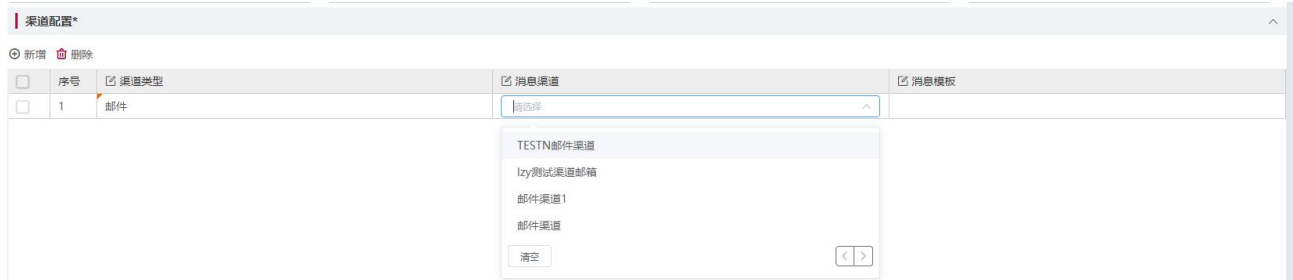 渠道配置*
新增 删除
序号 渠道类型 消息渠道 消息模板
1 邮件 请选择
TESTN邮件渠道
lzy测试渠道邮箱
邮件渠道1
邮件渠道
清空